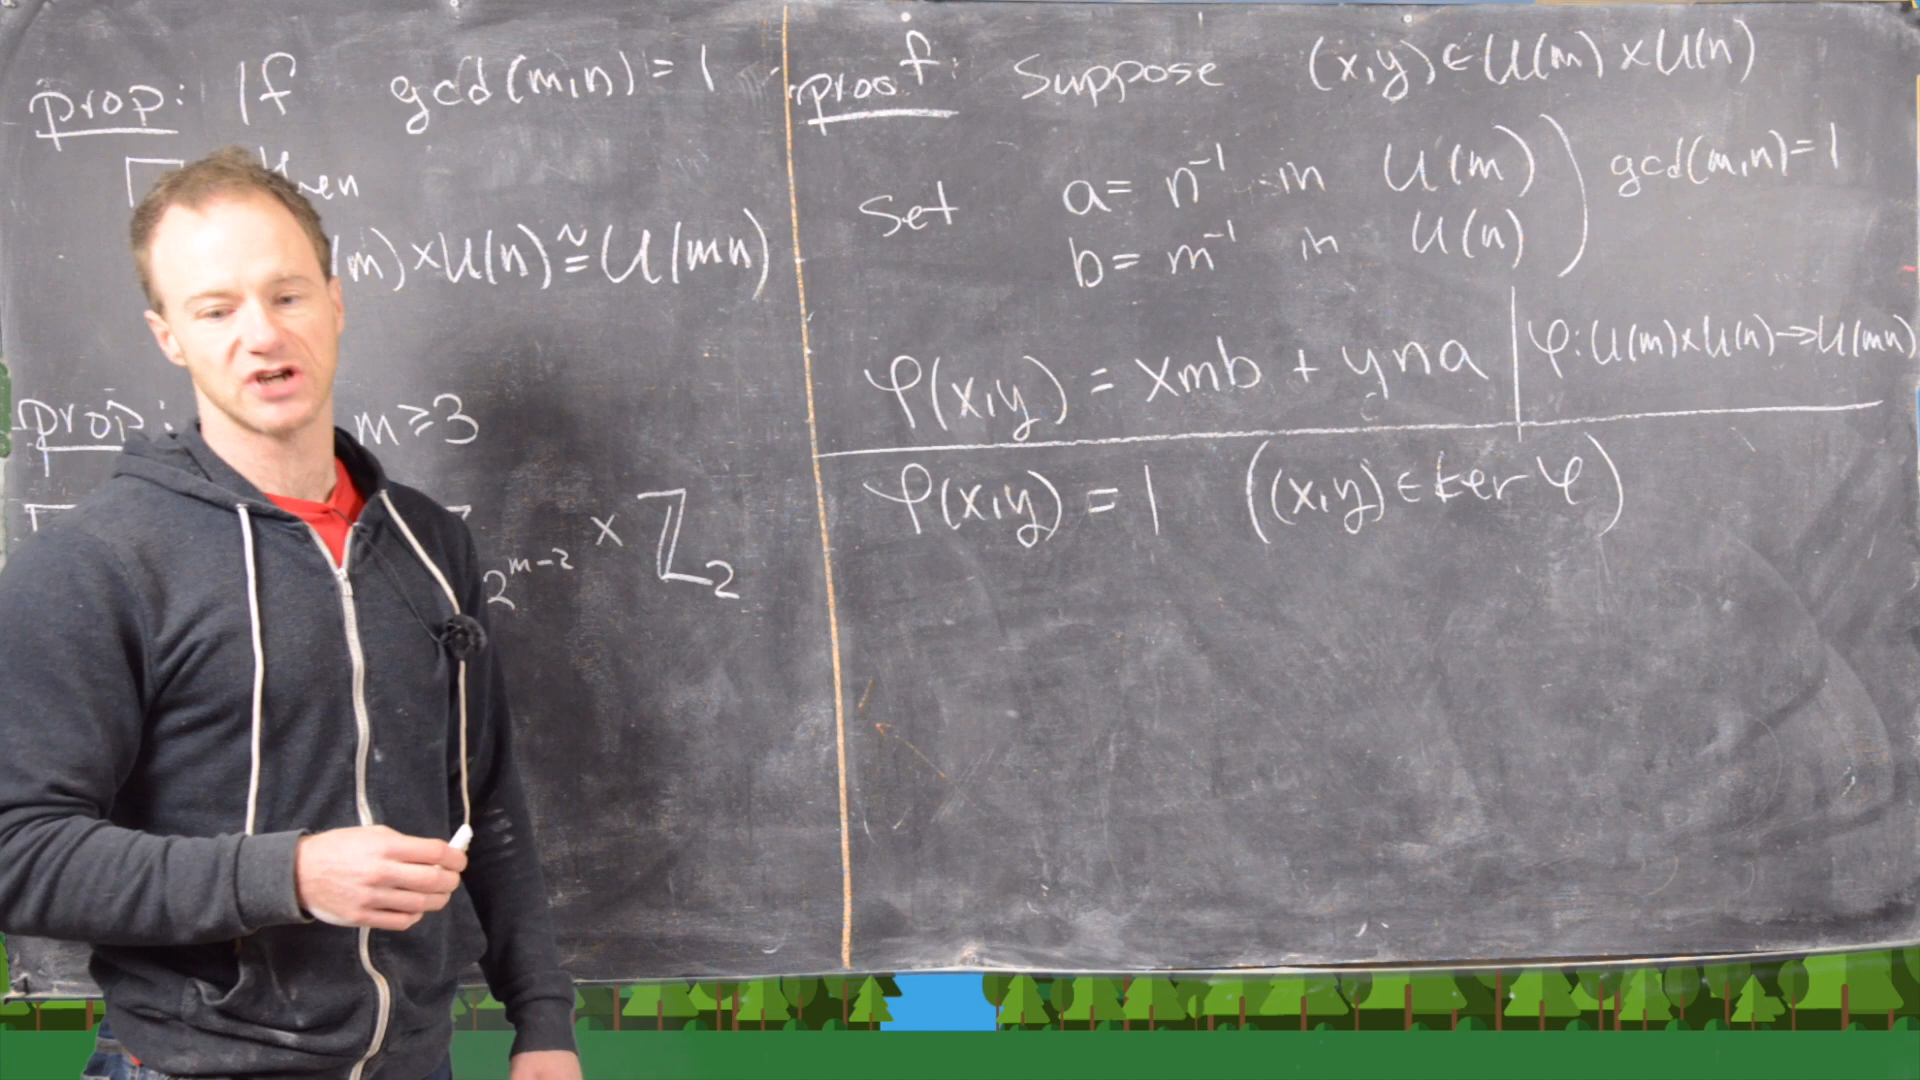 prop: If gcd(m,n) = 1
then
(m)×U(n) ≅ U(mn)
prop: m ≥ 3
2^{m-2} × ℤ_2
proof: Suppose (x,y) ∈ U(m) × U(n)
Set a = n^{-1} in U(m) ) gcd(m,n) = 1
b = m^{-1} in U(n)
φ(x,y) = xmb + yna | φ: U(m)×U(n) → U(mn)
φ(x,y) = 1 ((x,y) ∈ ker φ)